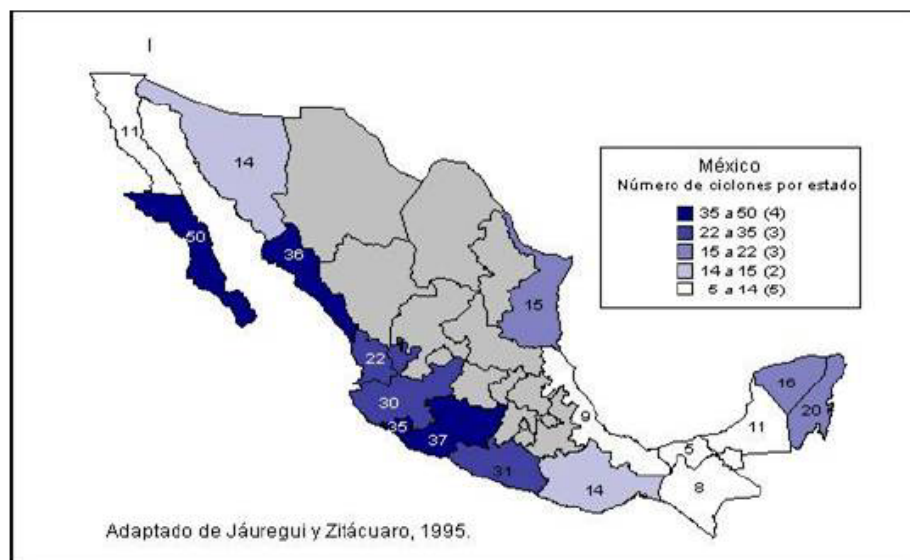 11
14
50
36
22
30
35
37
31
14
15
9
5
8
11
16
20
México
Número de ciclones por estado
35 a 50 (4)
22 a 35 (3)
15 a 22 (3)
14 a 15 (2)
5 a 14 (5)
Adaptado de Jáuregui y Zitácuaro, 1995.